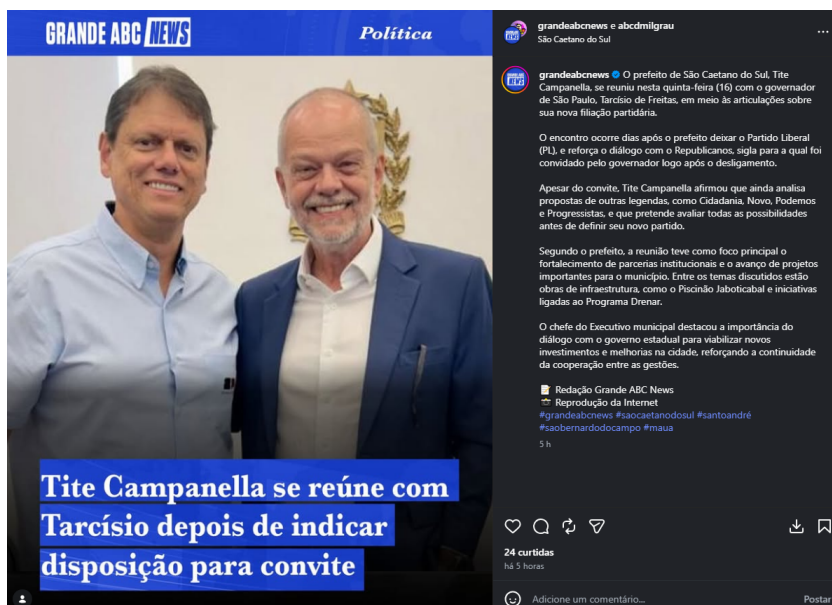 GRANDE ABC NEWS
Política
Tite Campanella se reúne com
Tarcísio depois de indicar
disposição para convite
grandeabcnews e abcdmilgrau
São Caetano do Sul
grandeabcnews O prefeito de São Caetano do Sul, Tite
Campanella, se reuniu nesta quinta-feira (16) com o governador
de São Paulo, Tarcísio de Freitas, em meio às articulações sobre
sua nova filiação partidária.
O encontro ocorre dias após o prefeito deixar o Partido Liberal
(PL), e reforça o diálogo com o Republicanos, sigla para a qual foi
convidado pelo governador logo após o desligamento.
Apesar do convite, Tite Campanella afirmou que ainda analisa
propostas de outras legendas, como Cidadania, Novo, Podemos
e Progressistas, e que pretende avaliar todas as possibilidades
antes de definir seu novo partido.
Segundo o prefeito, a reunião teve como foco principal o
fortalecimento de parcerias institucionais e o avanço de projetos
importantes para o município. Entre os temas discutidos estão
obras de infraestrutura, como o Piscinão Jaboticabal e iniciativas
ligadas ao Programa Drenar.
O chefe do Executivo municipal destacou a importância do
diálogo com o governo estadual para viabilizar novos
investimentos e melhorias na cidade, reforçando a continuidade
da cooperação entre as gestões.
Redação Grande ABC News
Reprodução da Internet
#grandeabcnews #saocaetanodosul #santoandré
#saobernardodocampo #maua
5 h
24 curtidas
há 5 horas
Adicione um comentário...
Postar